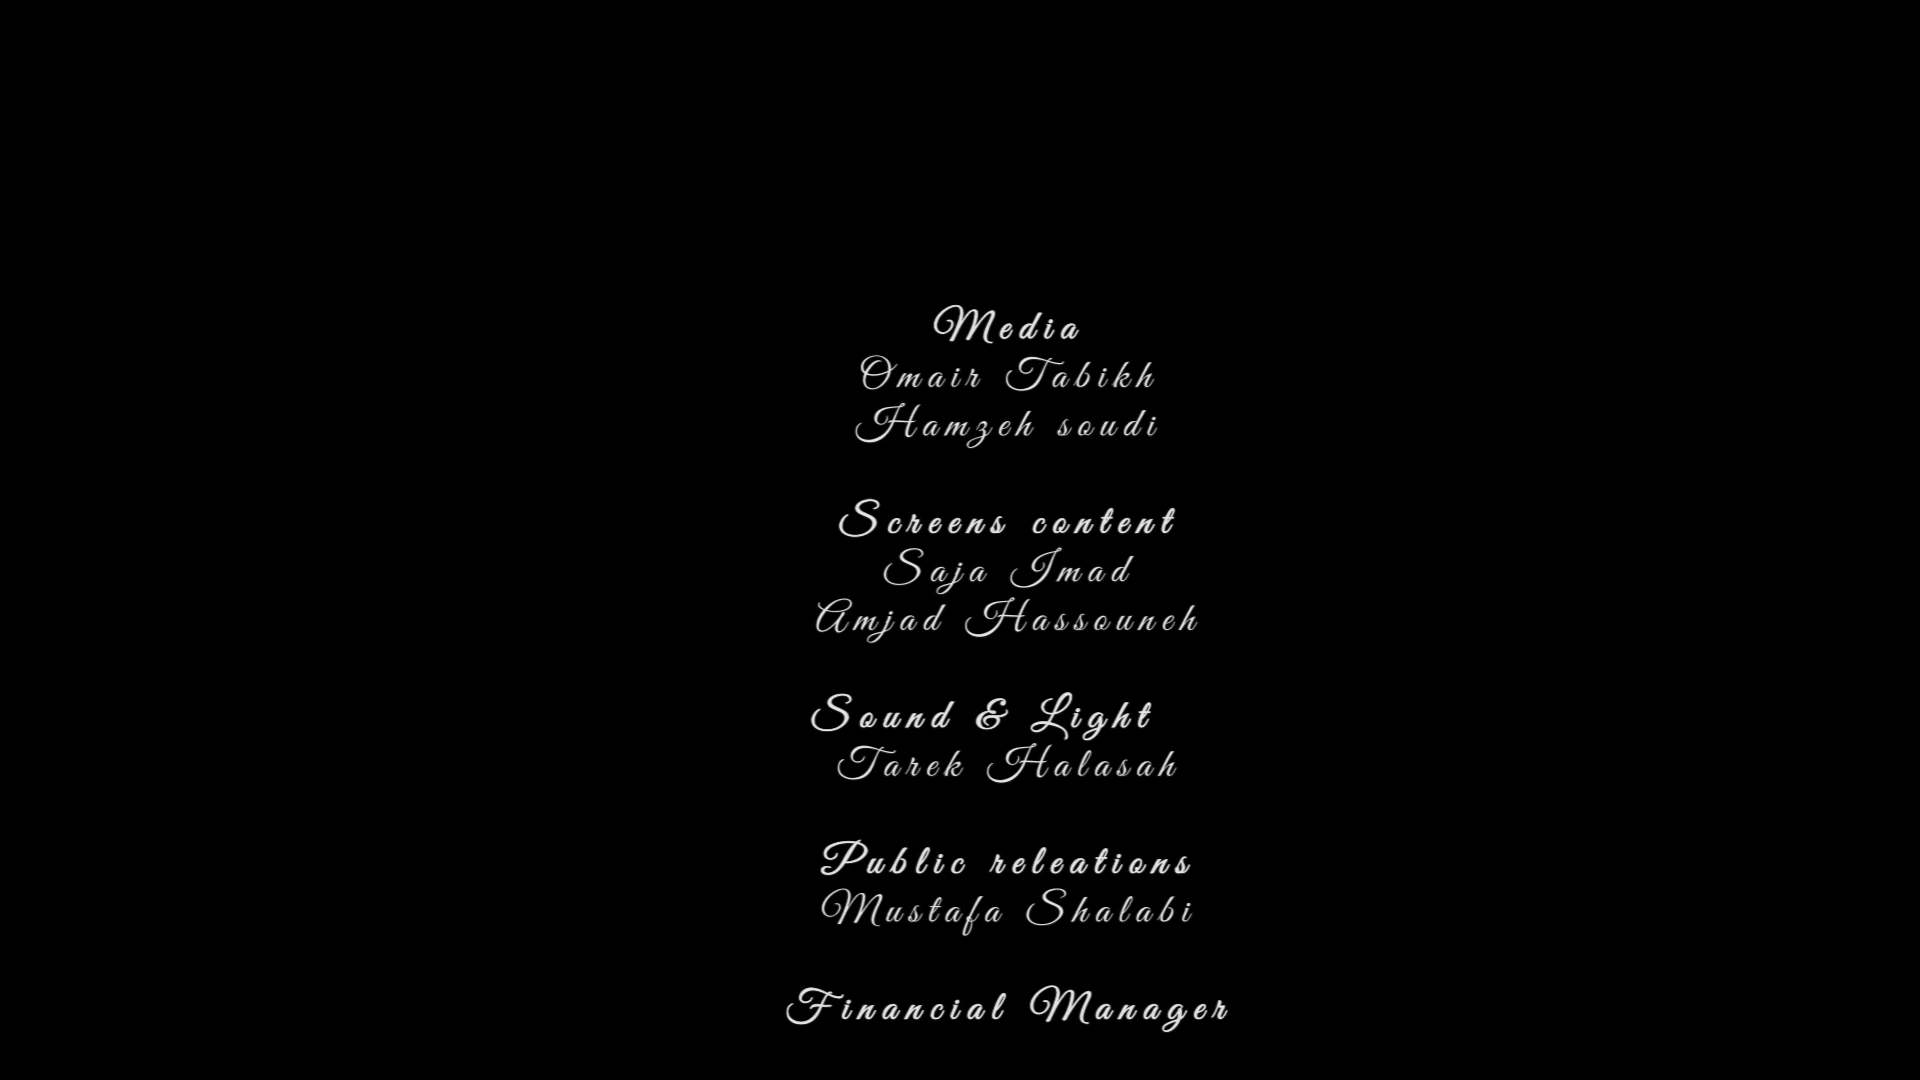 Media
Omair Tabikh
Hamzeh soudi
Screens content
Saja Imad
Amjad Hassouneh
Sound & Light
Tarek Halasah
Public releations
Mustafa Shalabi
Financial Manager